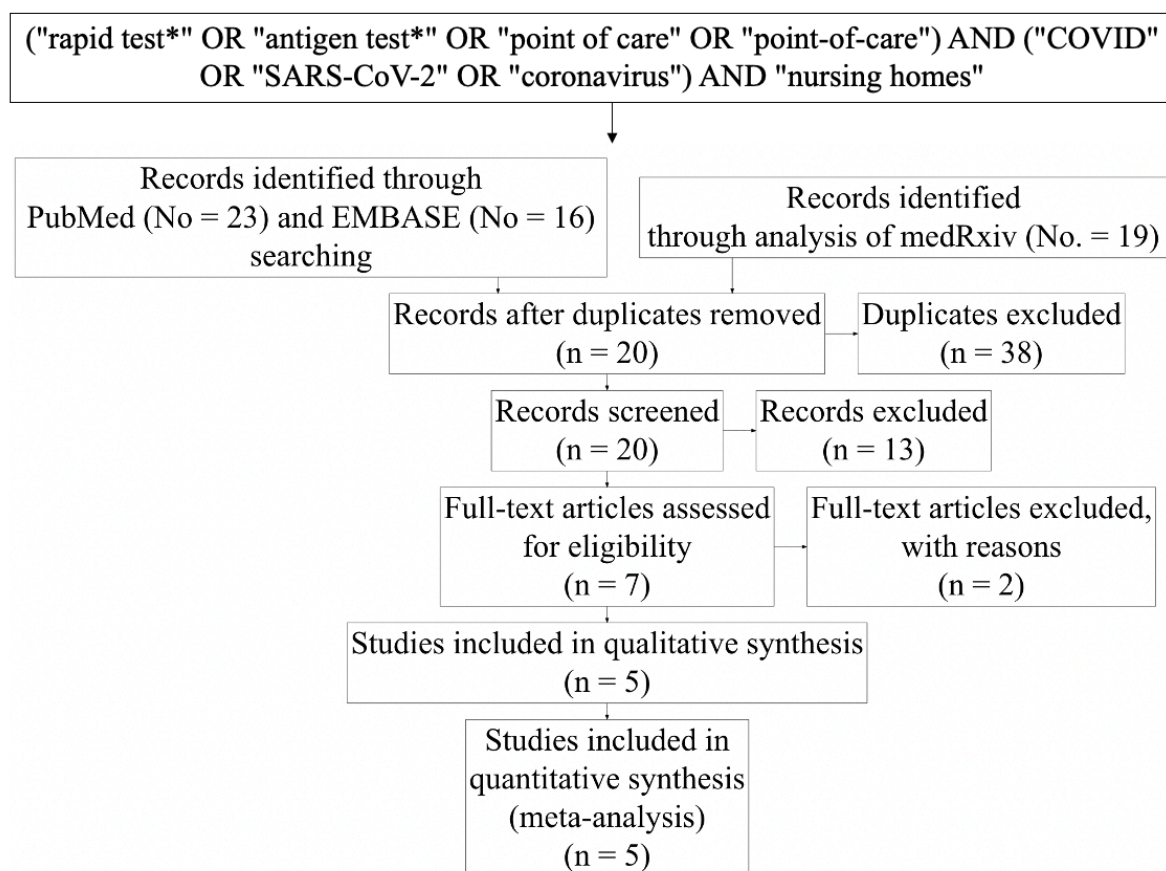 ("rapid test*" OR "antigen test*" OR "point of care" OR "point-of-care") AND ("COVID"
OR "SARS-CoV-2" OR "coronavirus") AND "nursing homes"
Records identified through
PubMed (No = 23) and EMBASE (No = 16)
searching
Records identified
through analysis of medRxiv (No. = 19)
Records after duplicates removed
(n = 20)
Duplicates excluded
(n = 38)
Records screened
(n = 20)
Records excluded
(n = 13)
Full-text articles assessed
for eligibility
(n = 7)
Full-text articles excluded,
with reasons
(n = 2)
Studies included in qualitative synthesis
(n = 5)
Studies included in
quantitative synthesis
(meta-analysis)
(n = 5)